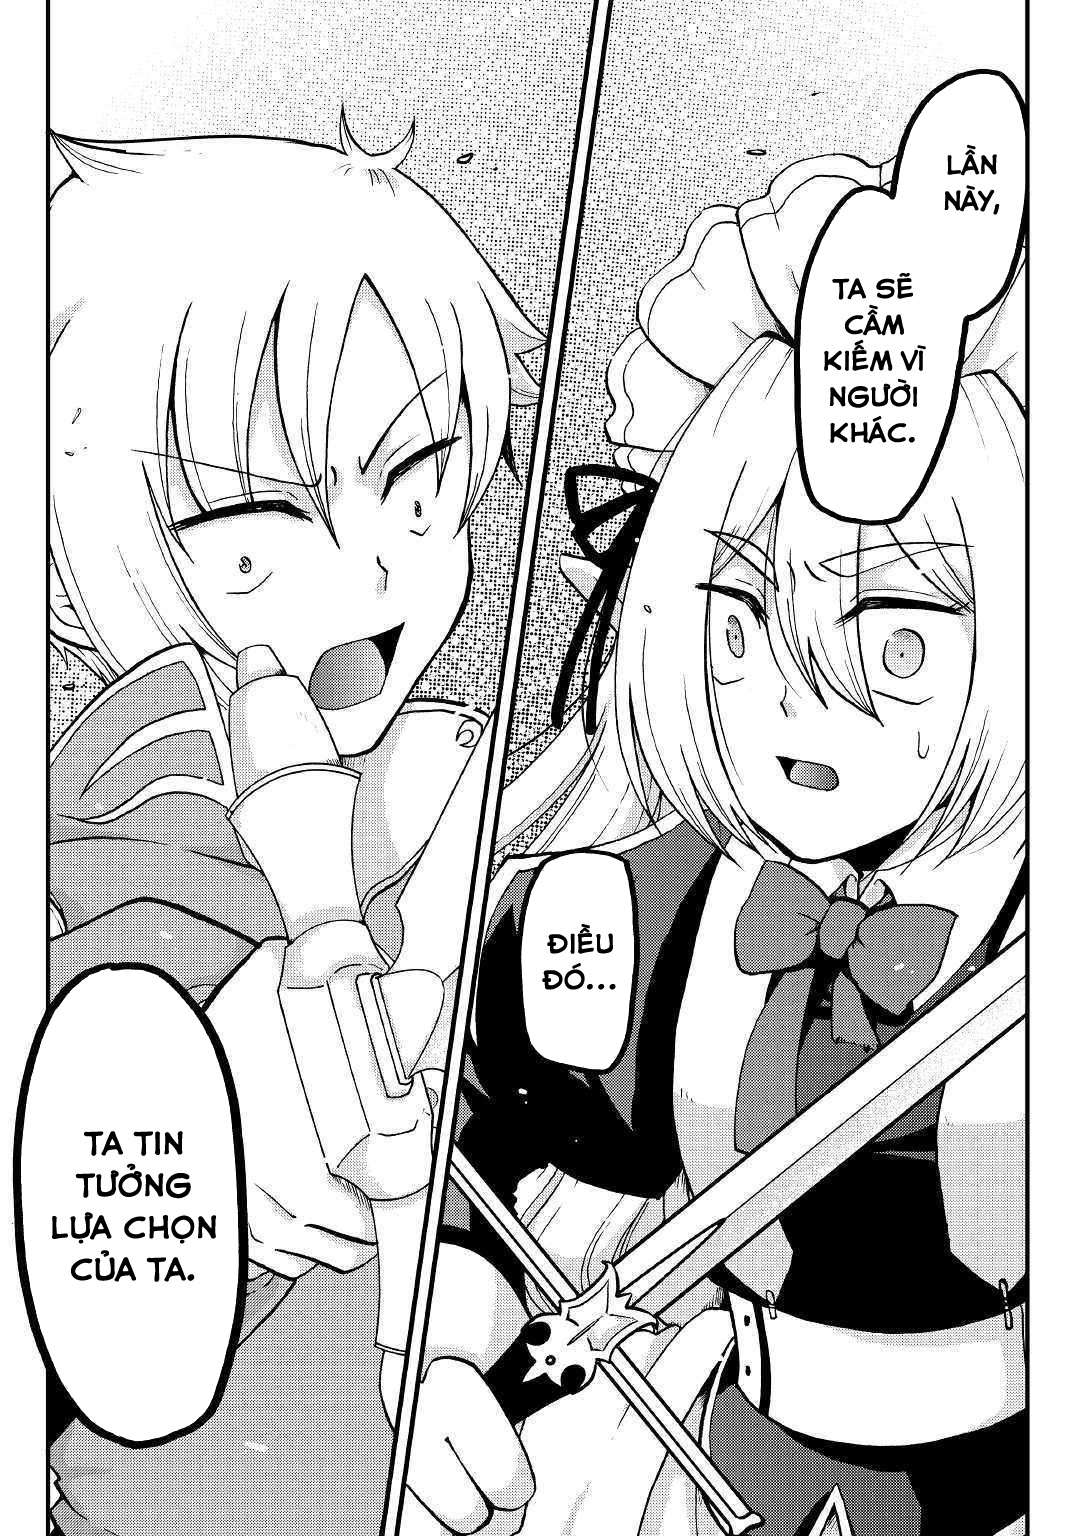 LẦN
NÀY,
TA SẼ
CẦM
KIẾM VÌ
NGƯỜI
KHÁC.
ĐIỀU
ĐÓ...
TA TIN
TƯỞNG
LỰA CHỌN
CỦA TA.